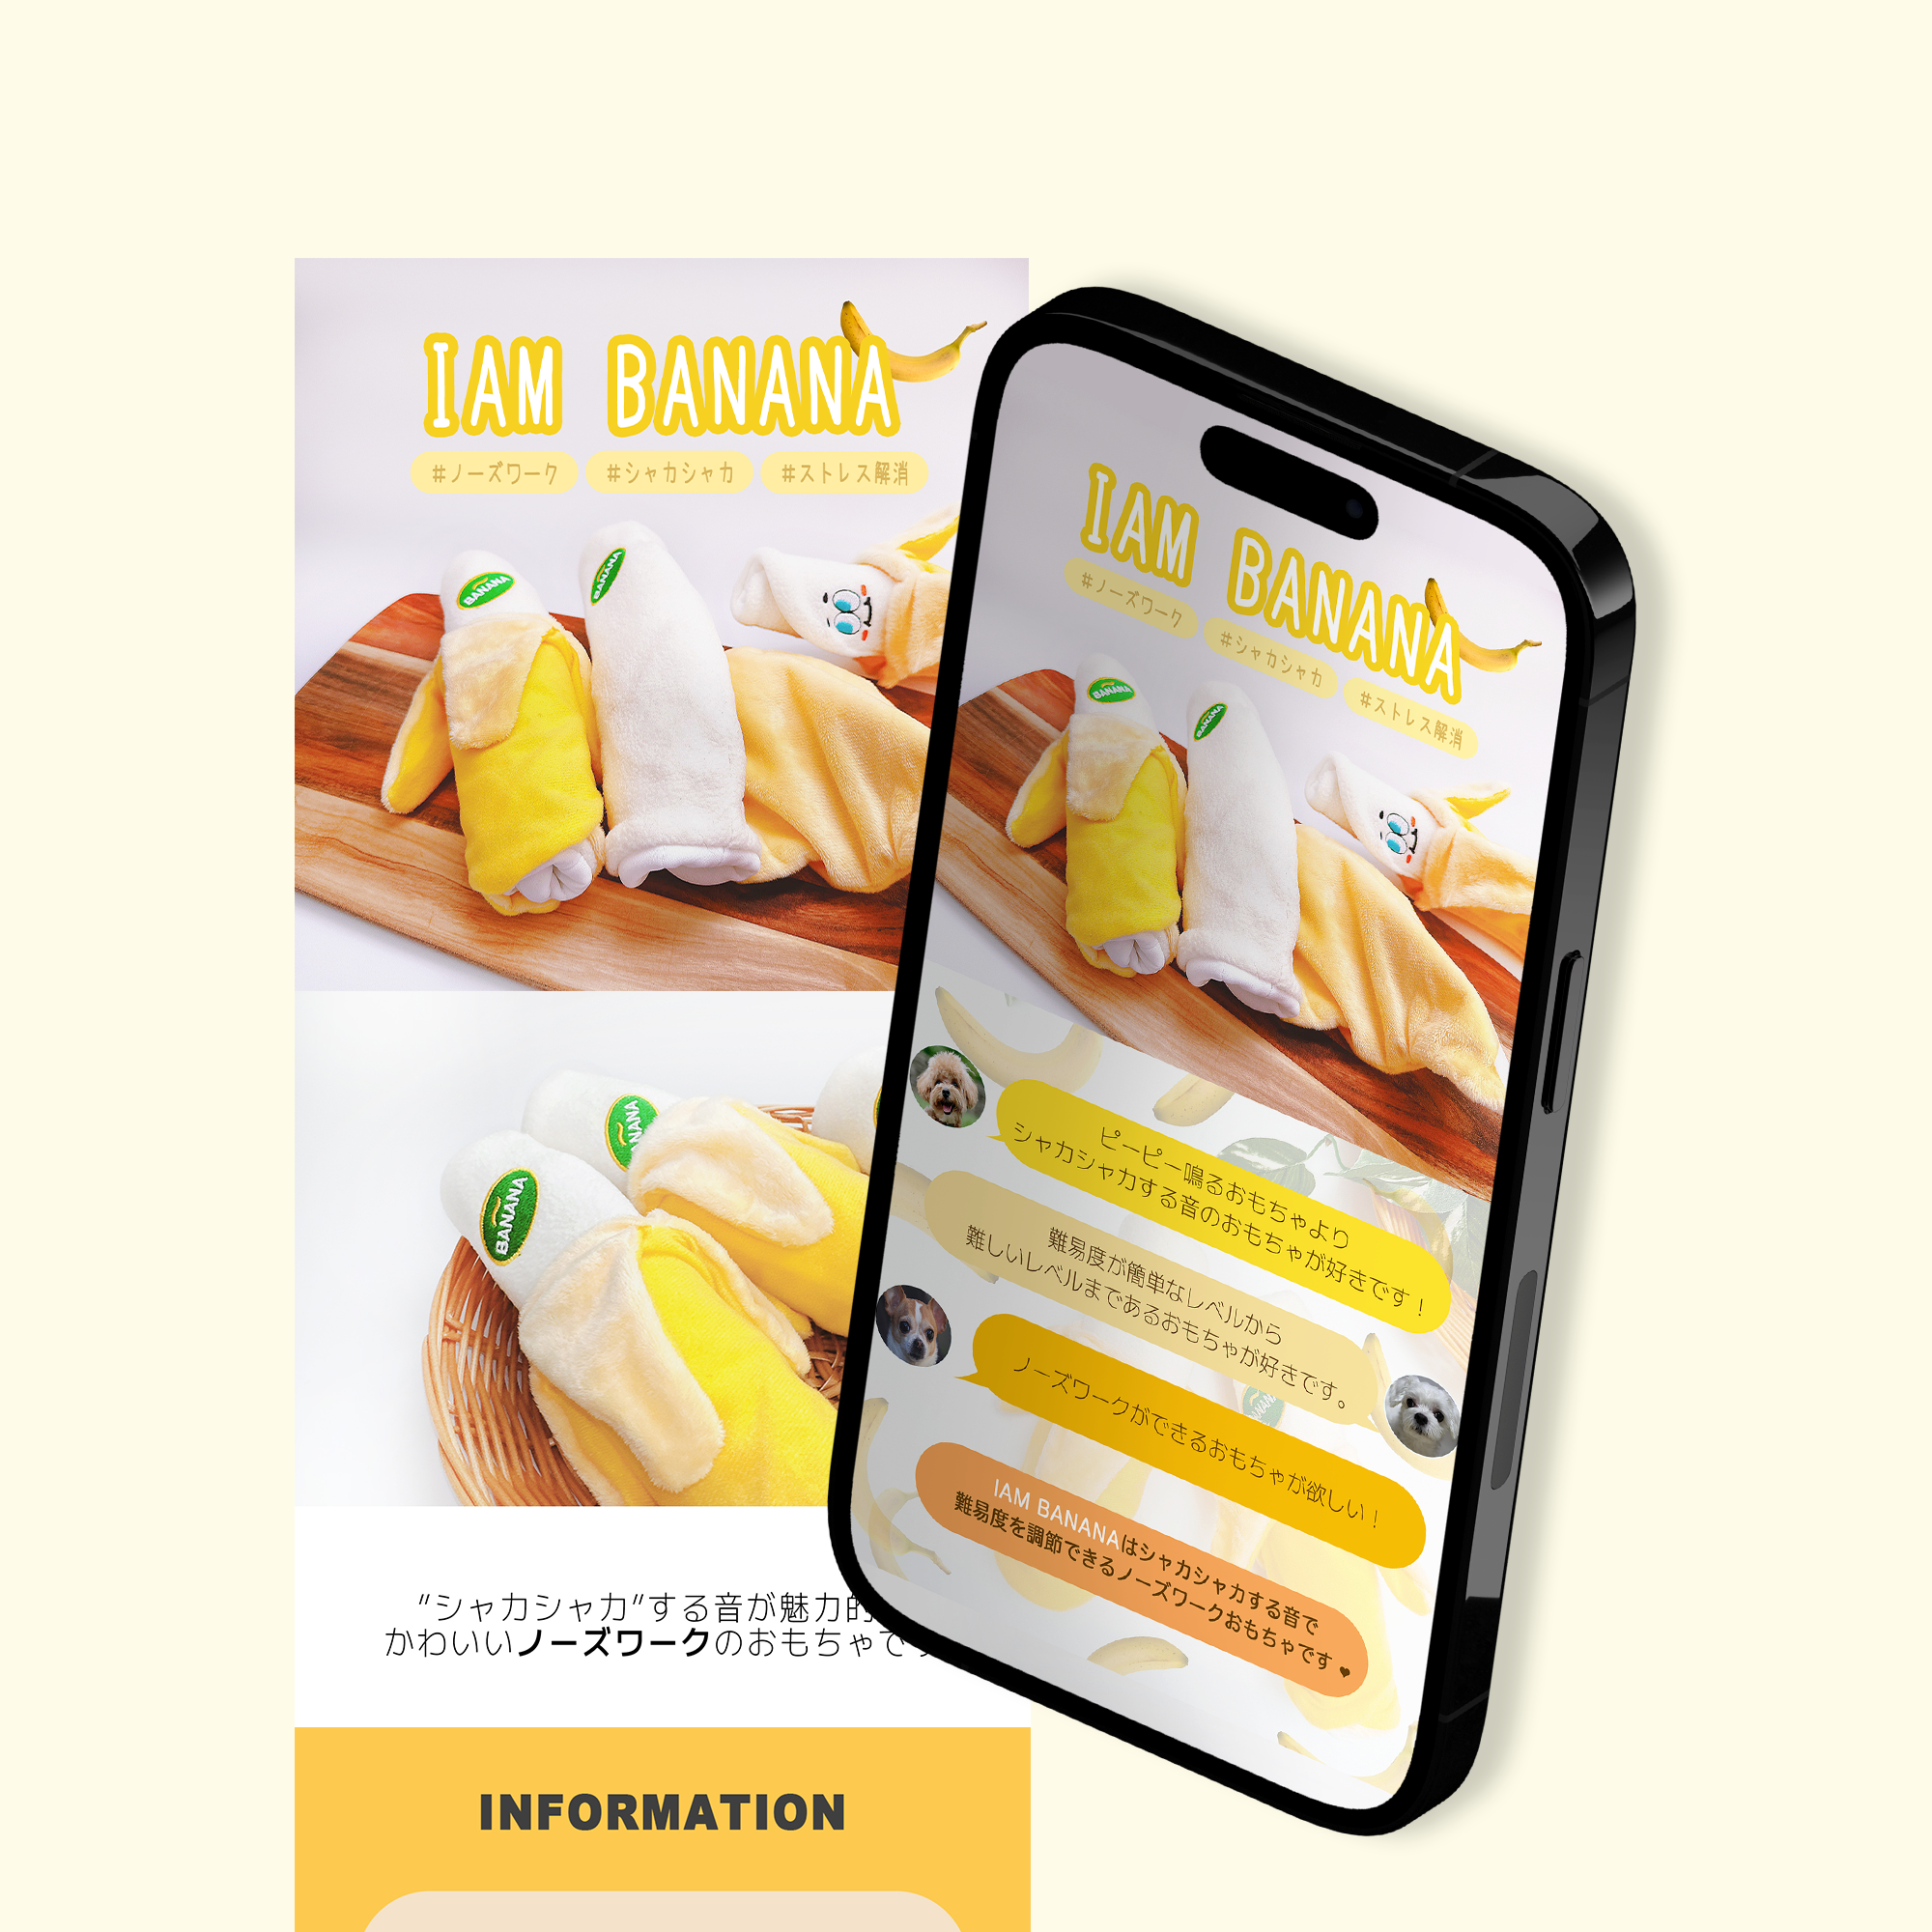 IAM BANANA
#ノーズワーク #シャカシャカ #ストレス解消
BANANA
BANANA
BANANA
BANANA
"シャカシャカ"する音が魅力的
かわいいノーズワークのおもちゃで
INFORMATION
IAM BANANA
#ノーズワーク #シャカシャカ #ストレス解消
BANANA
BANANA
ピーピー鳴るおもちゃより
シャカシャカする音のおもちゃが好きです！
難易度が簡単なレベルから
難しいレベルまであるおもちゃが好きです。
ノーズワークができるおもちゃが欲しい！
IAM BANANAはシャカシャカする音で
難易度を調節できるノーズワークおもちゃです ♥